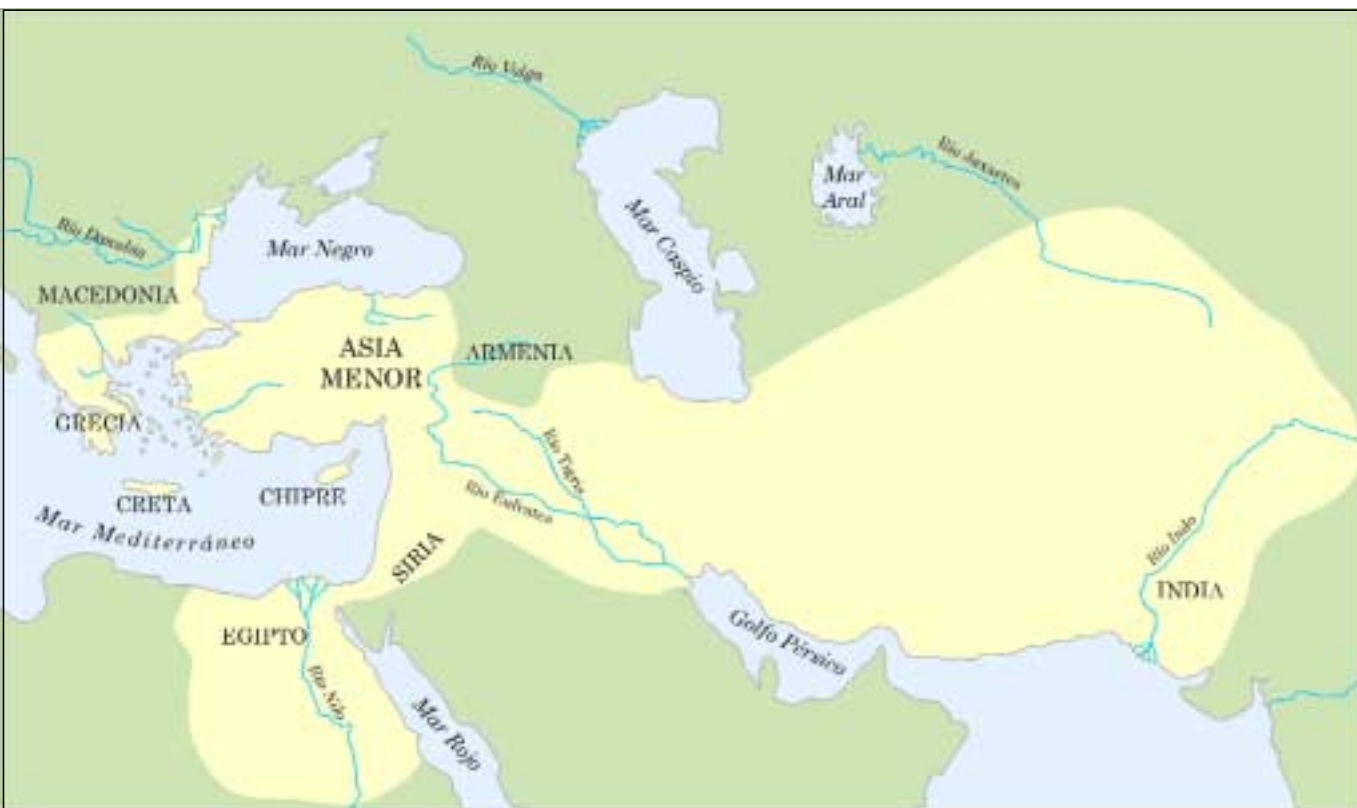 Río Volga
Mar
Aral
Río Jaxartes
Mar Caspio
Río Danubio
Mar Negro
MACEDONIA
ASIA
MENOR
ARMENIA
GRECIA
Río Tigris
Río Eufrates
CRETA
CHIPRE
Mar Mediterráneo
SIRIA
Río Indo
INDIA
EGIPTO
Golfo Pérsico
Río Nilo
Mar Rojo